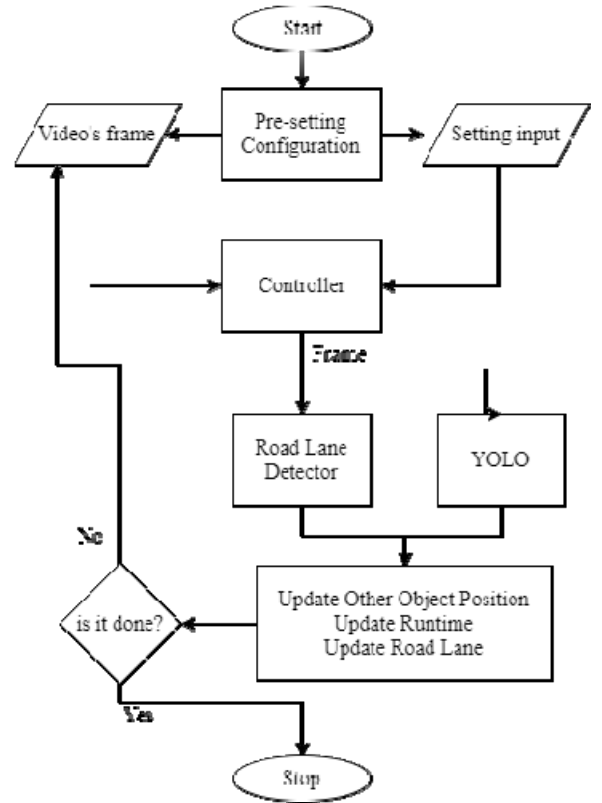 Start
Video's frame
Pre-setting
Configuration
Setting input
Controller
Frame
Road Lane
Detector
YOLO
No
Update Other Object Position
Update Runtime
Update Road Lane
is it done?
Yes
Stop